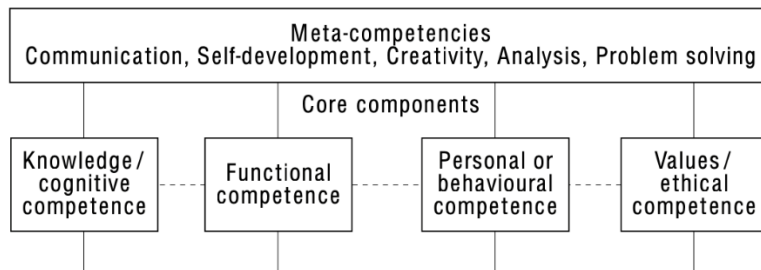 Meta-competencies
Communication, Self-development, Creativity, Analysis, Problem solving
Core components
Knowledge/
cognitive
competence
Functional
competence
Personal or
behavioural
competence
Values/
ethical
competence